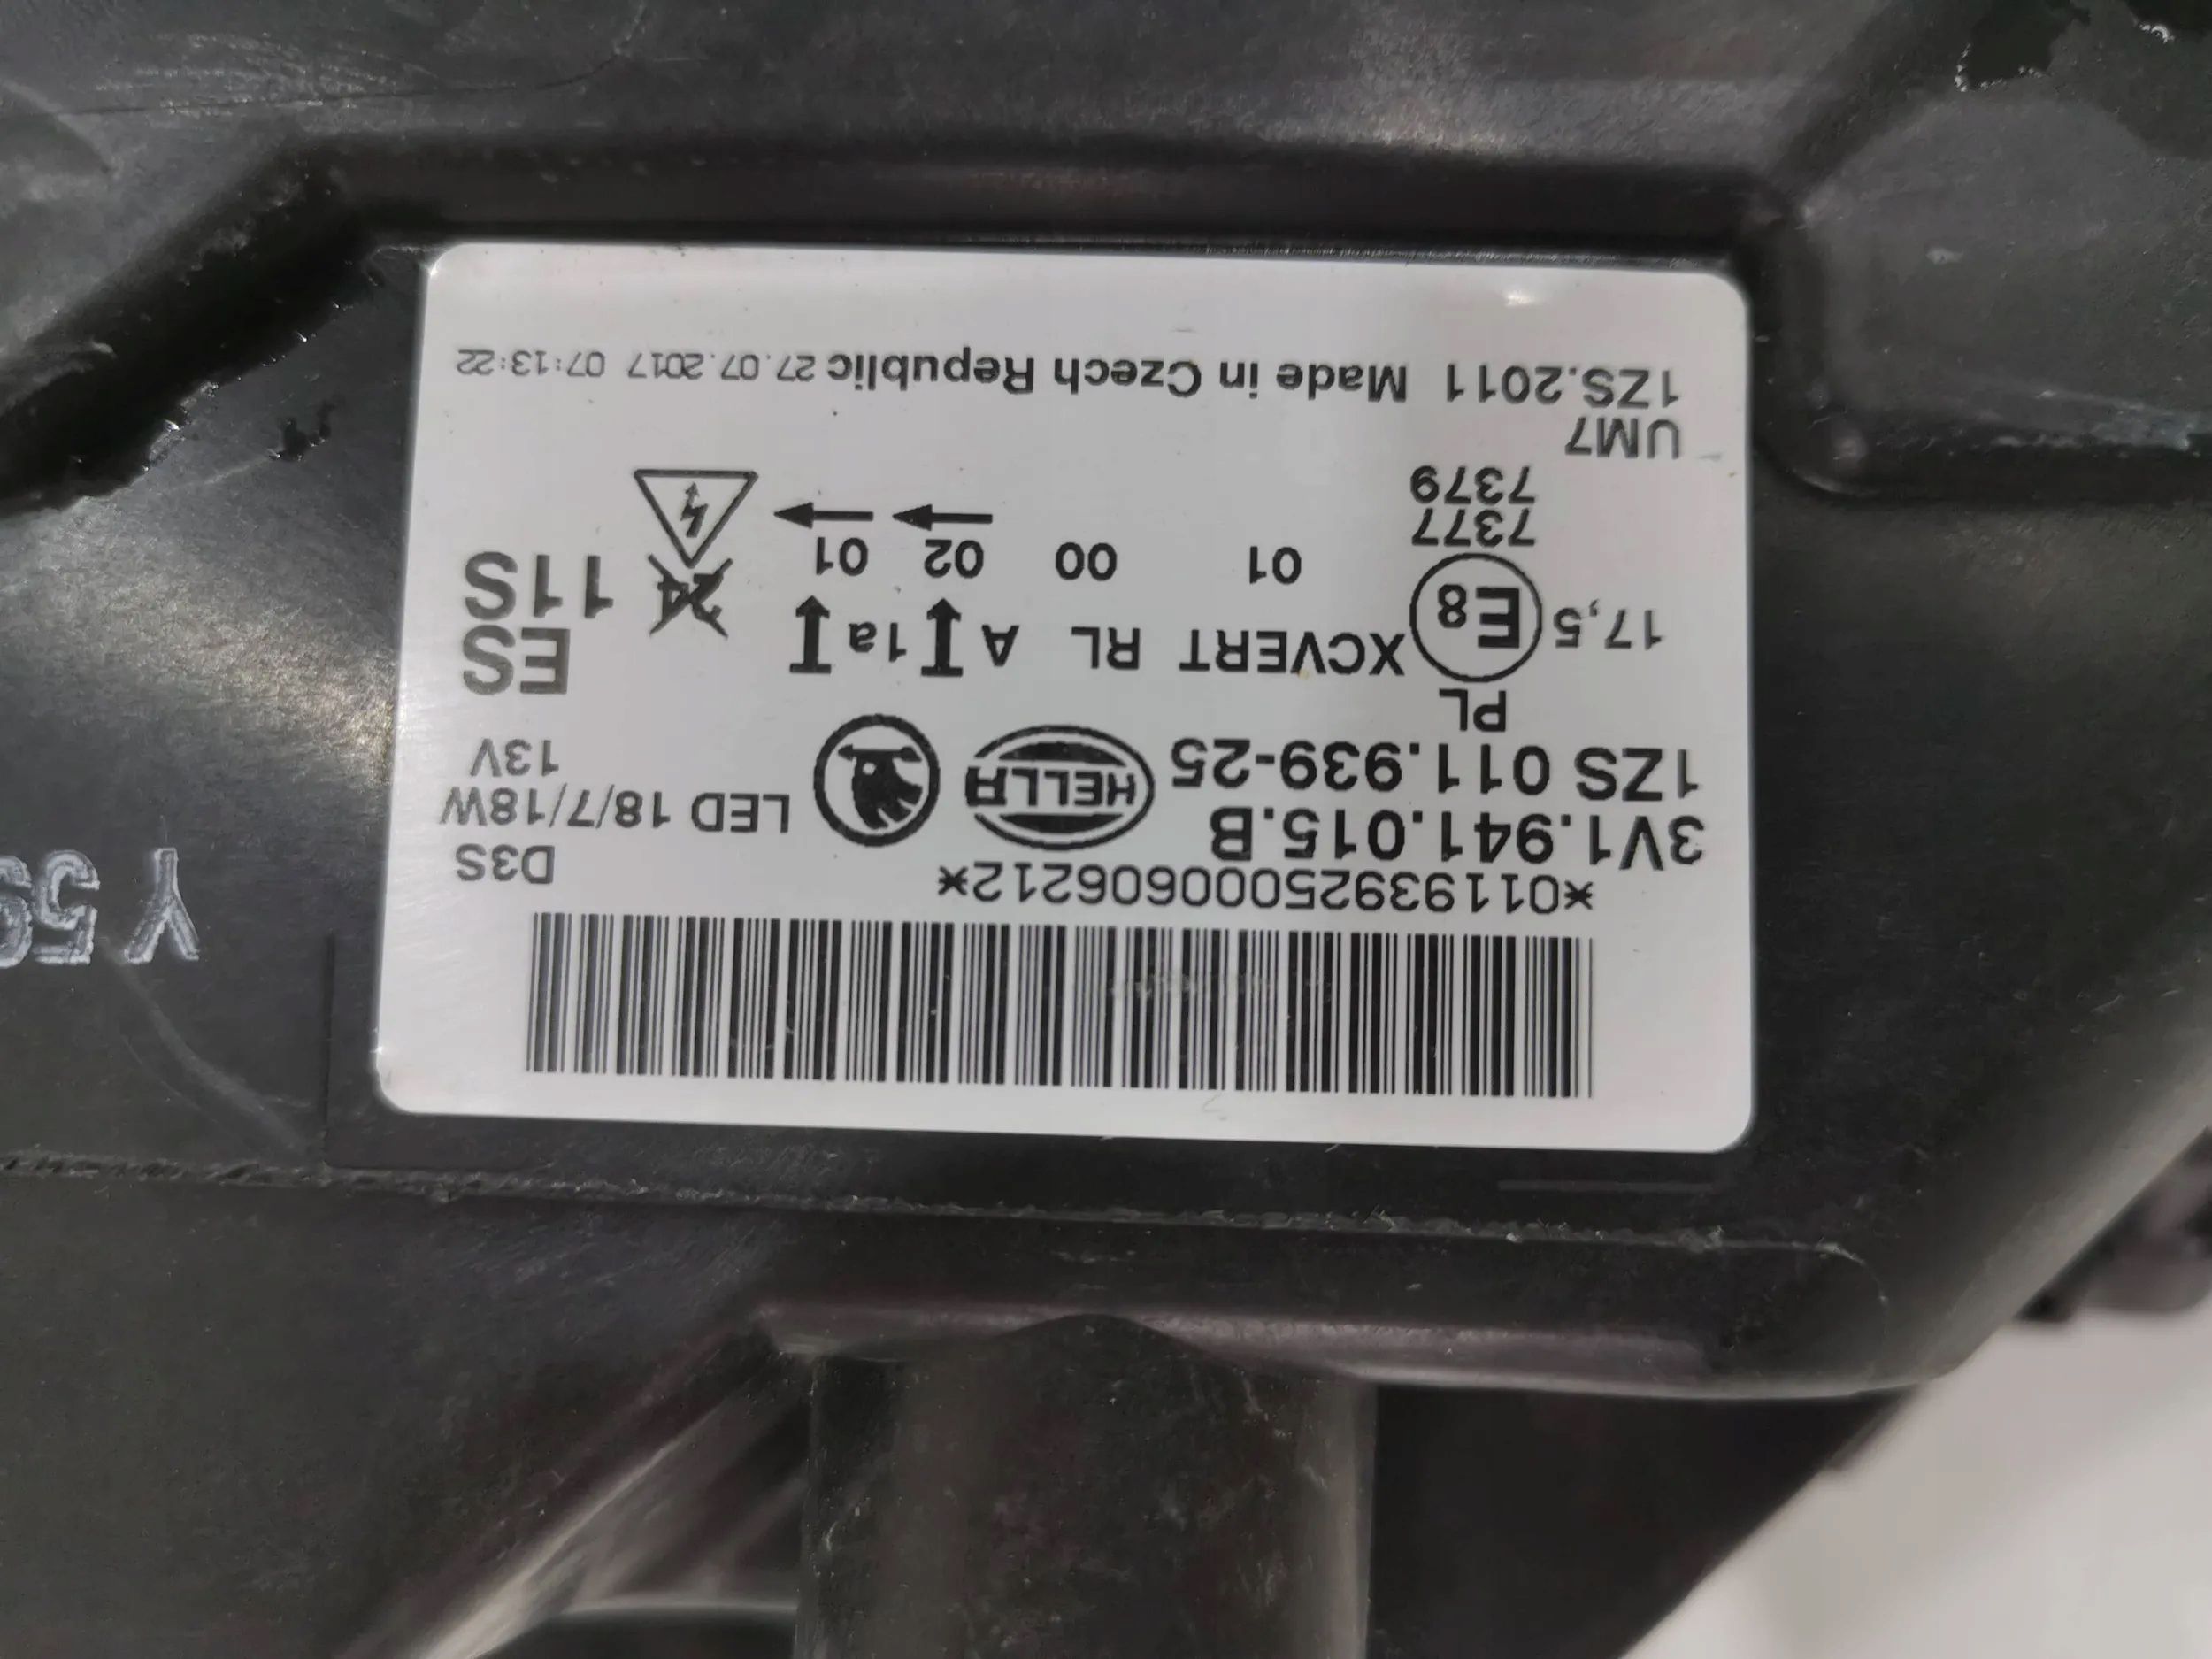 *01193925000606212*
3V1.941.015.B
1ZS 011.939-25
HELLA
D3S
LED 18/7/18W
13V
PL
17,5 E8 XCVERT RL A 1a
01 00 02 01
7377
7379
ES
11S
24
UM7
1ZS.2011 Made in Czech Republic 27.07.2017 07:13:22